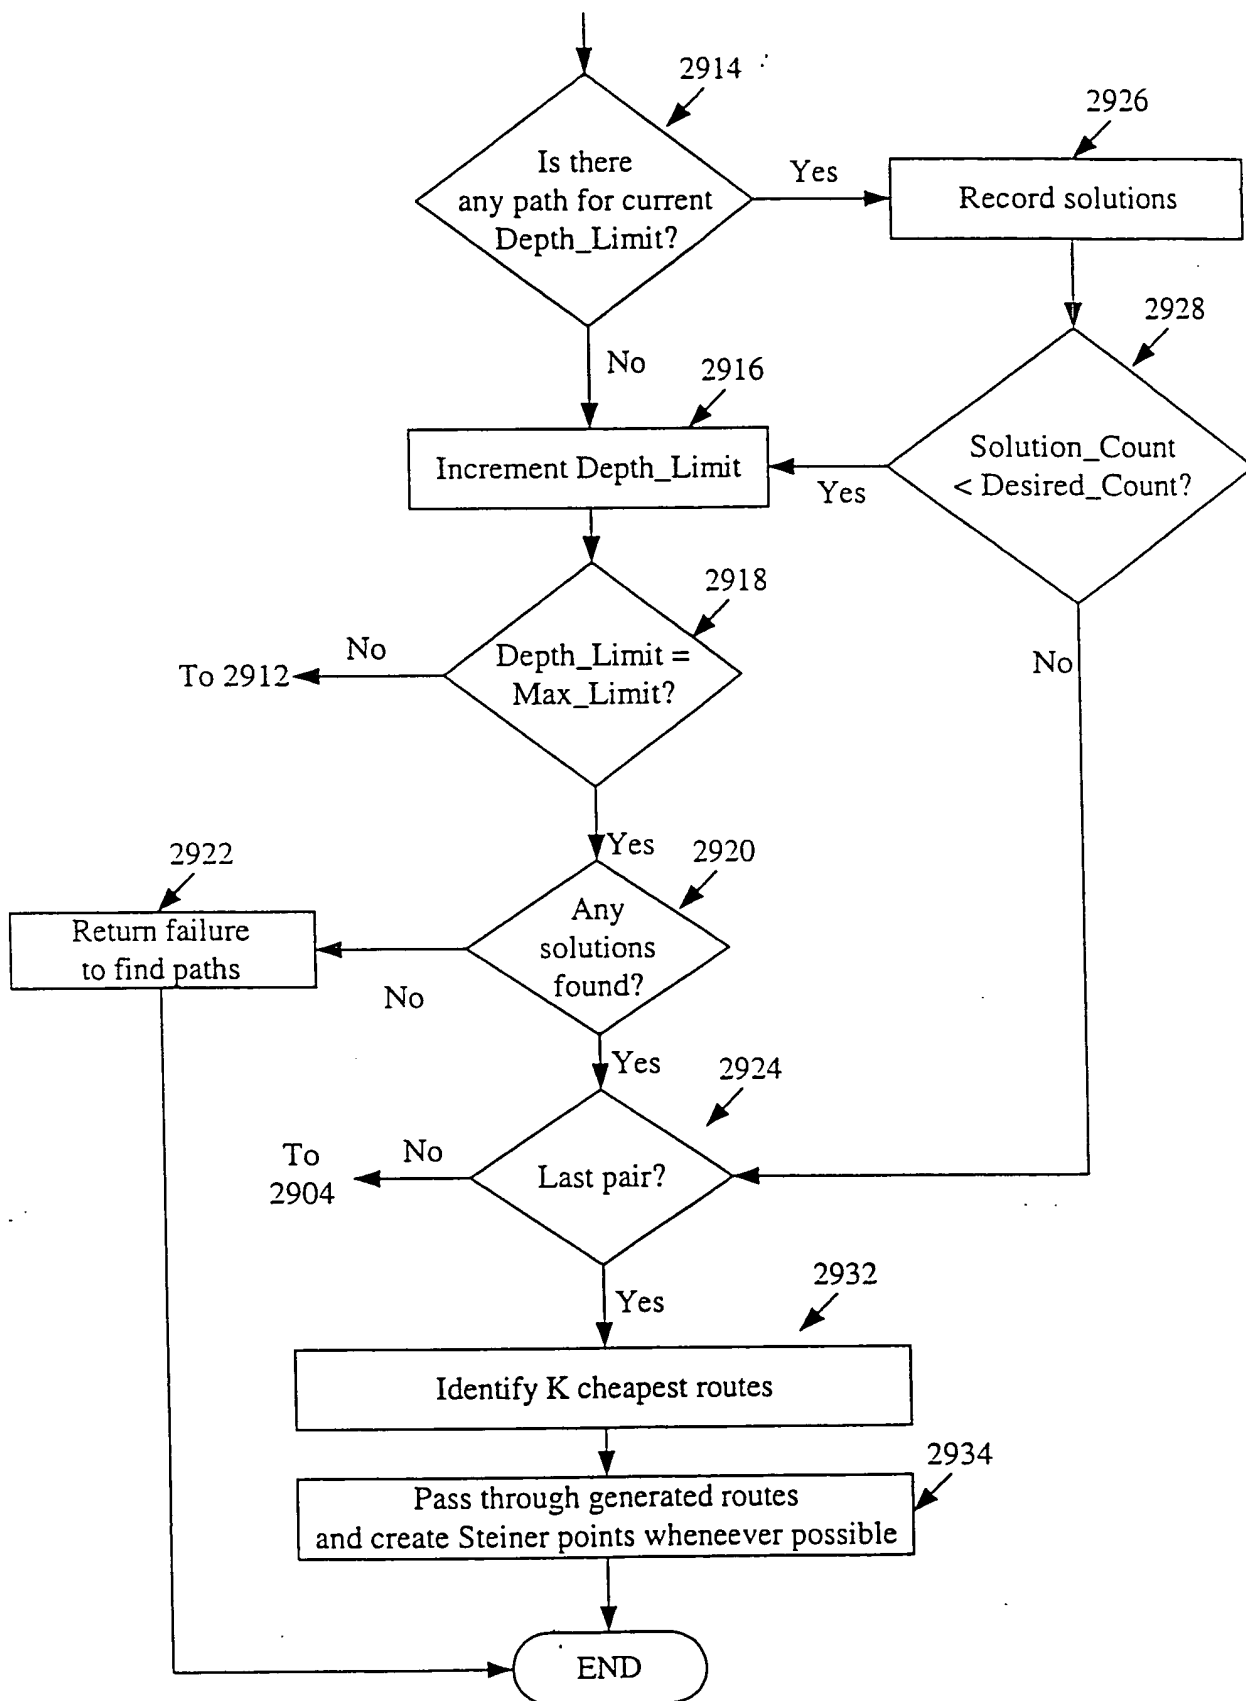 2914
2926
Is there
any path for current
Depth_Limit?
Yes
Record solutions
2928
No
2916
Increment Depth_Limit
Yes
Solution_Count
< Desired_Count?
2918
No
To 2912
Depth_Limit =
Max_Limit?
No
Yes
2922
2920
Return failure
to find paths
Any
solutions
found?
No
Yes
2924
To
2904
No
Last pair?
2932
Yes
Identify K cheapest routes
2934
Pass through generated routes
and create Steiner points wheneever possible
END